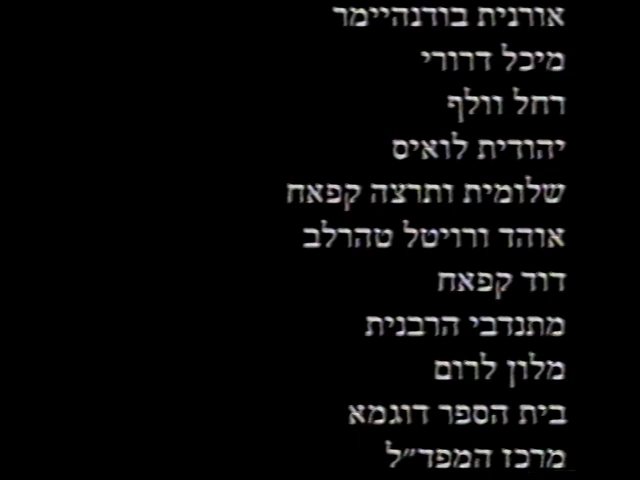 אורנית בודנהיימר
מיכל דרורי
רחל וולף
יהודית לואיס
שלומית ותרצה קפאח
אוהד ורויטל טהרלב
דוד קפאח
מתנדבי הרבנית
מלון לרום
בית הספר דוגמא
מרכז המפד״ל